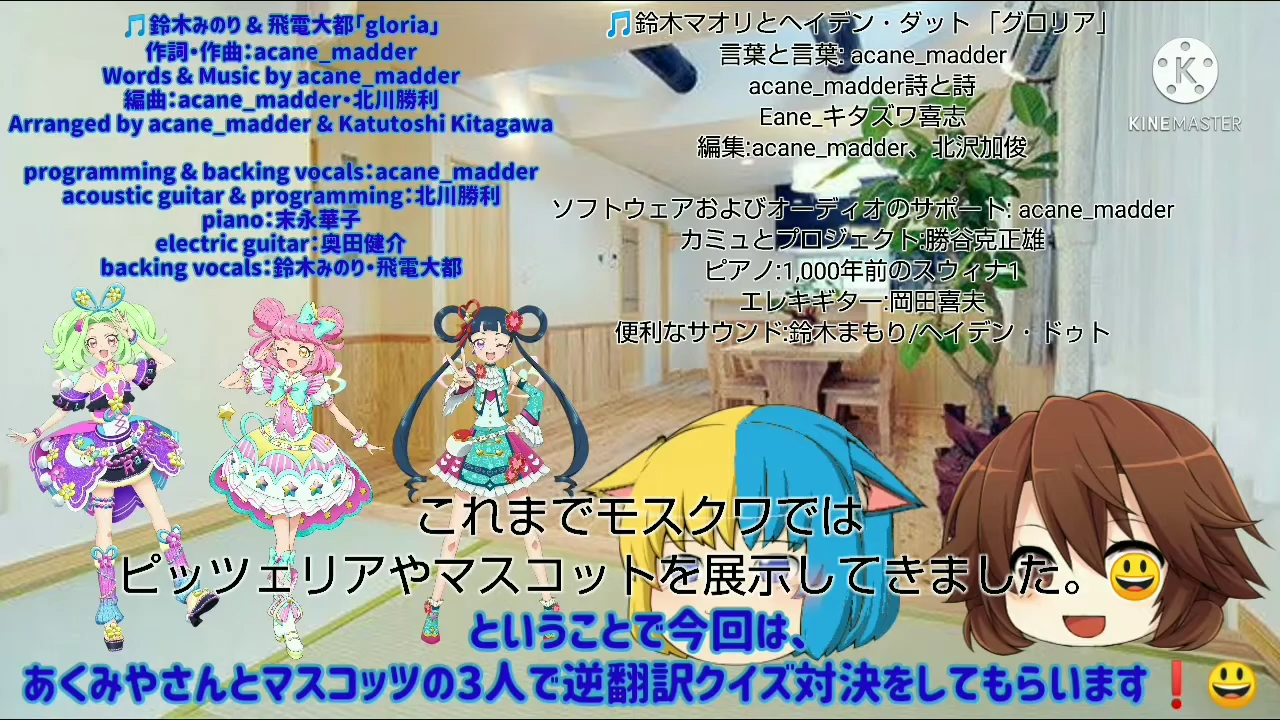 🎵鈴木みのり & 飛電大都「gloria」
作詞・作曲：acane_madder
Words & Music by acane_madder
編曲：acane_madder・北川勝利
Arranged by acane_madder & Katutoshi Kitagawa
programming & backing vocals：acane_madder
acoustic guitar & programming：北川勝利
piano：末永華子
electric guitar：奥田健介
backing vocals：鈴木みのり・飛電大都
🎵鈴木マオリとヘイデン・ダット 「グロリア」
言葉と言葉: acane_madder
acane_madder詩と詩
Eane_キタズワ喜志
編集:acane_madder、北沢加俊
ソフトウェアおよびオーディオのサポート: acane_madder
カミュとプロジェクト:勝谷克正雄
ピアノ:1,000年前のスウィナ1
エレキギター:岡田喜夫
便利なサウンド:鈴木まもり/ヘイデン・ドゥト
K
KINEMASTER
これまでモスクワでは
ピッツェリアやマスコットを展示してきました。
ということで今回は、
あくみやさんとマスコッツの3人で逆翻訳クイズ対決をしてもらいます❗😃